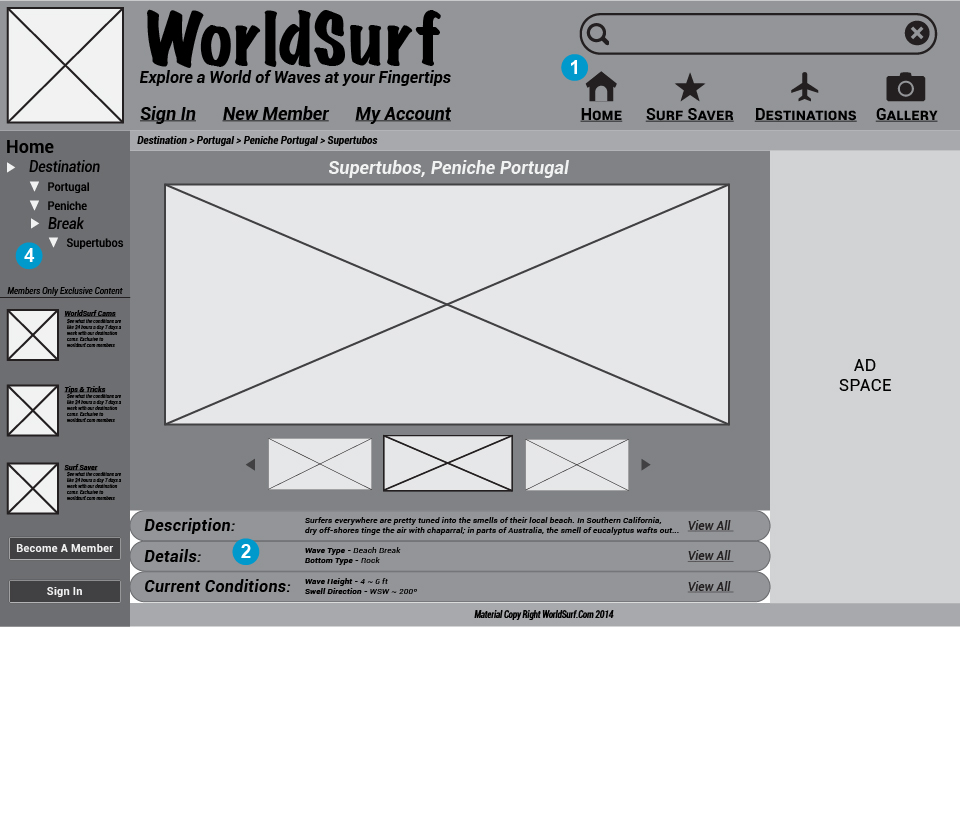 WorldSurf
Explore a World of Waves at your Fingertips
Sign In New Member My Account
1
Home Surf Saver Destinations Gallery
Destination > Portugal > Peniche Portugal > Supertubos
Home
Destination
Portugal
Peniche
Break
Supertubos
4
Members Only Exclusive Content
WorldSurf Cams
See what the conditions are
like 24 hours a day 7 days a
week with our destination
cams. Exclusive to
worldsurf.com members
Tips & Tricks
See what the conditions are
like 24 hours a day 7 days a
week with our destination
cams. Exclusive to
worldsurf.com members
Surf Saver
See what the conditions are
like 24 hours a day 7 days a
week with our destination
cams. Exclusive to
worldsurf.com members
Become A Member
Sign In
Supertubos, Peniche Portugal
Description:
Surfers everywhere are pretty tuned into the smells of their local beach. In Southern California,
dry off-shores tinge the air with chaparral; in parts of Australia, the smell of eucalyptus wafts out...
View All
Details:
2
Wave Type - Beach Break
Bottom Type - Rock
View All
Current Conditions:
Wave Height - 4 ~ 6 ft
Swell Direction - WSW ~ 200º
View All
AD
SPACE
Material Copy Right WorldSurf.Com 2014